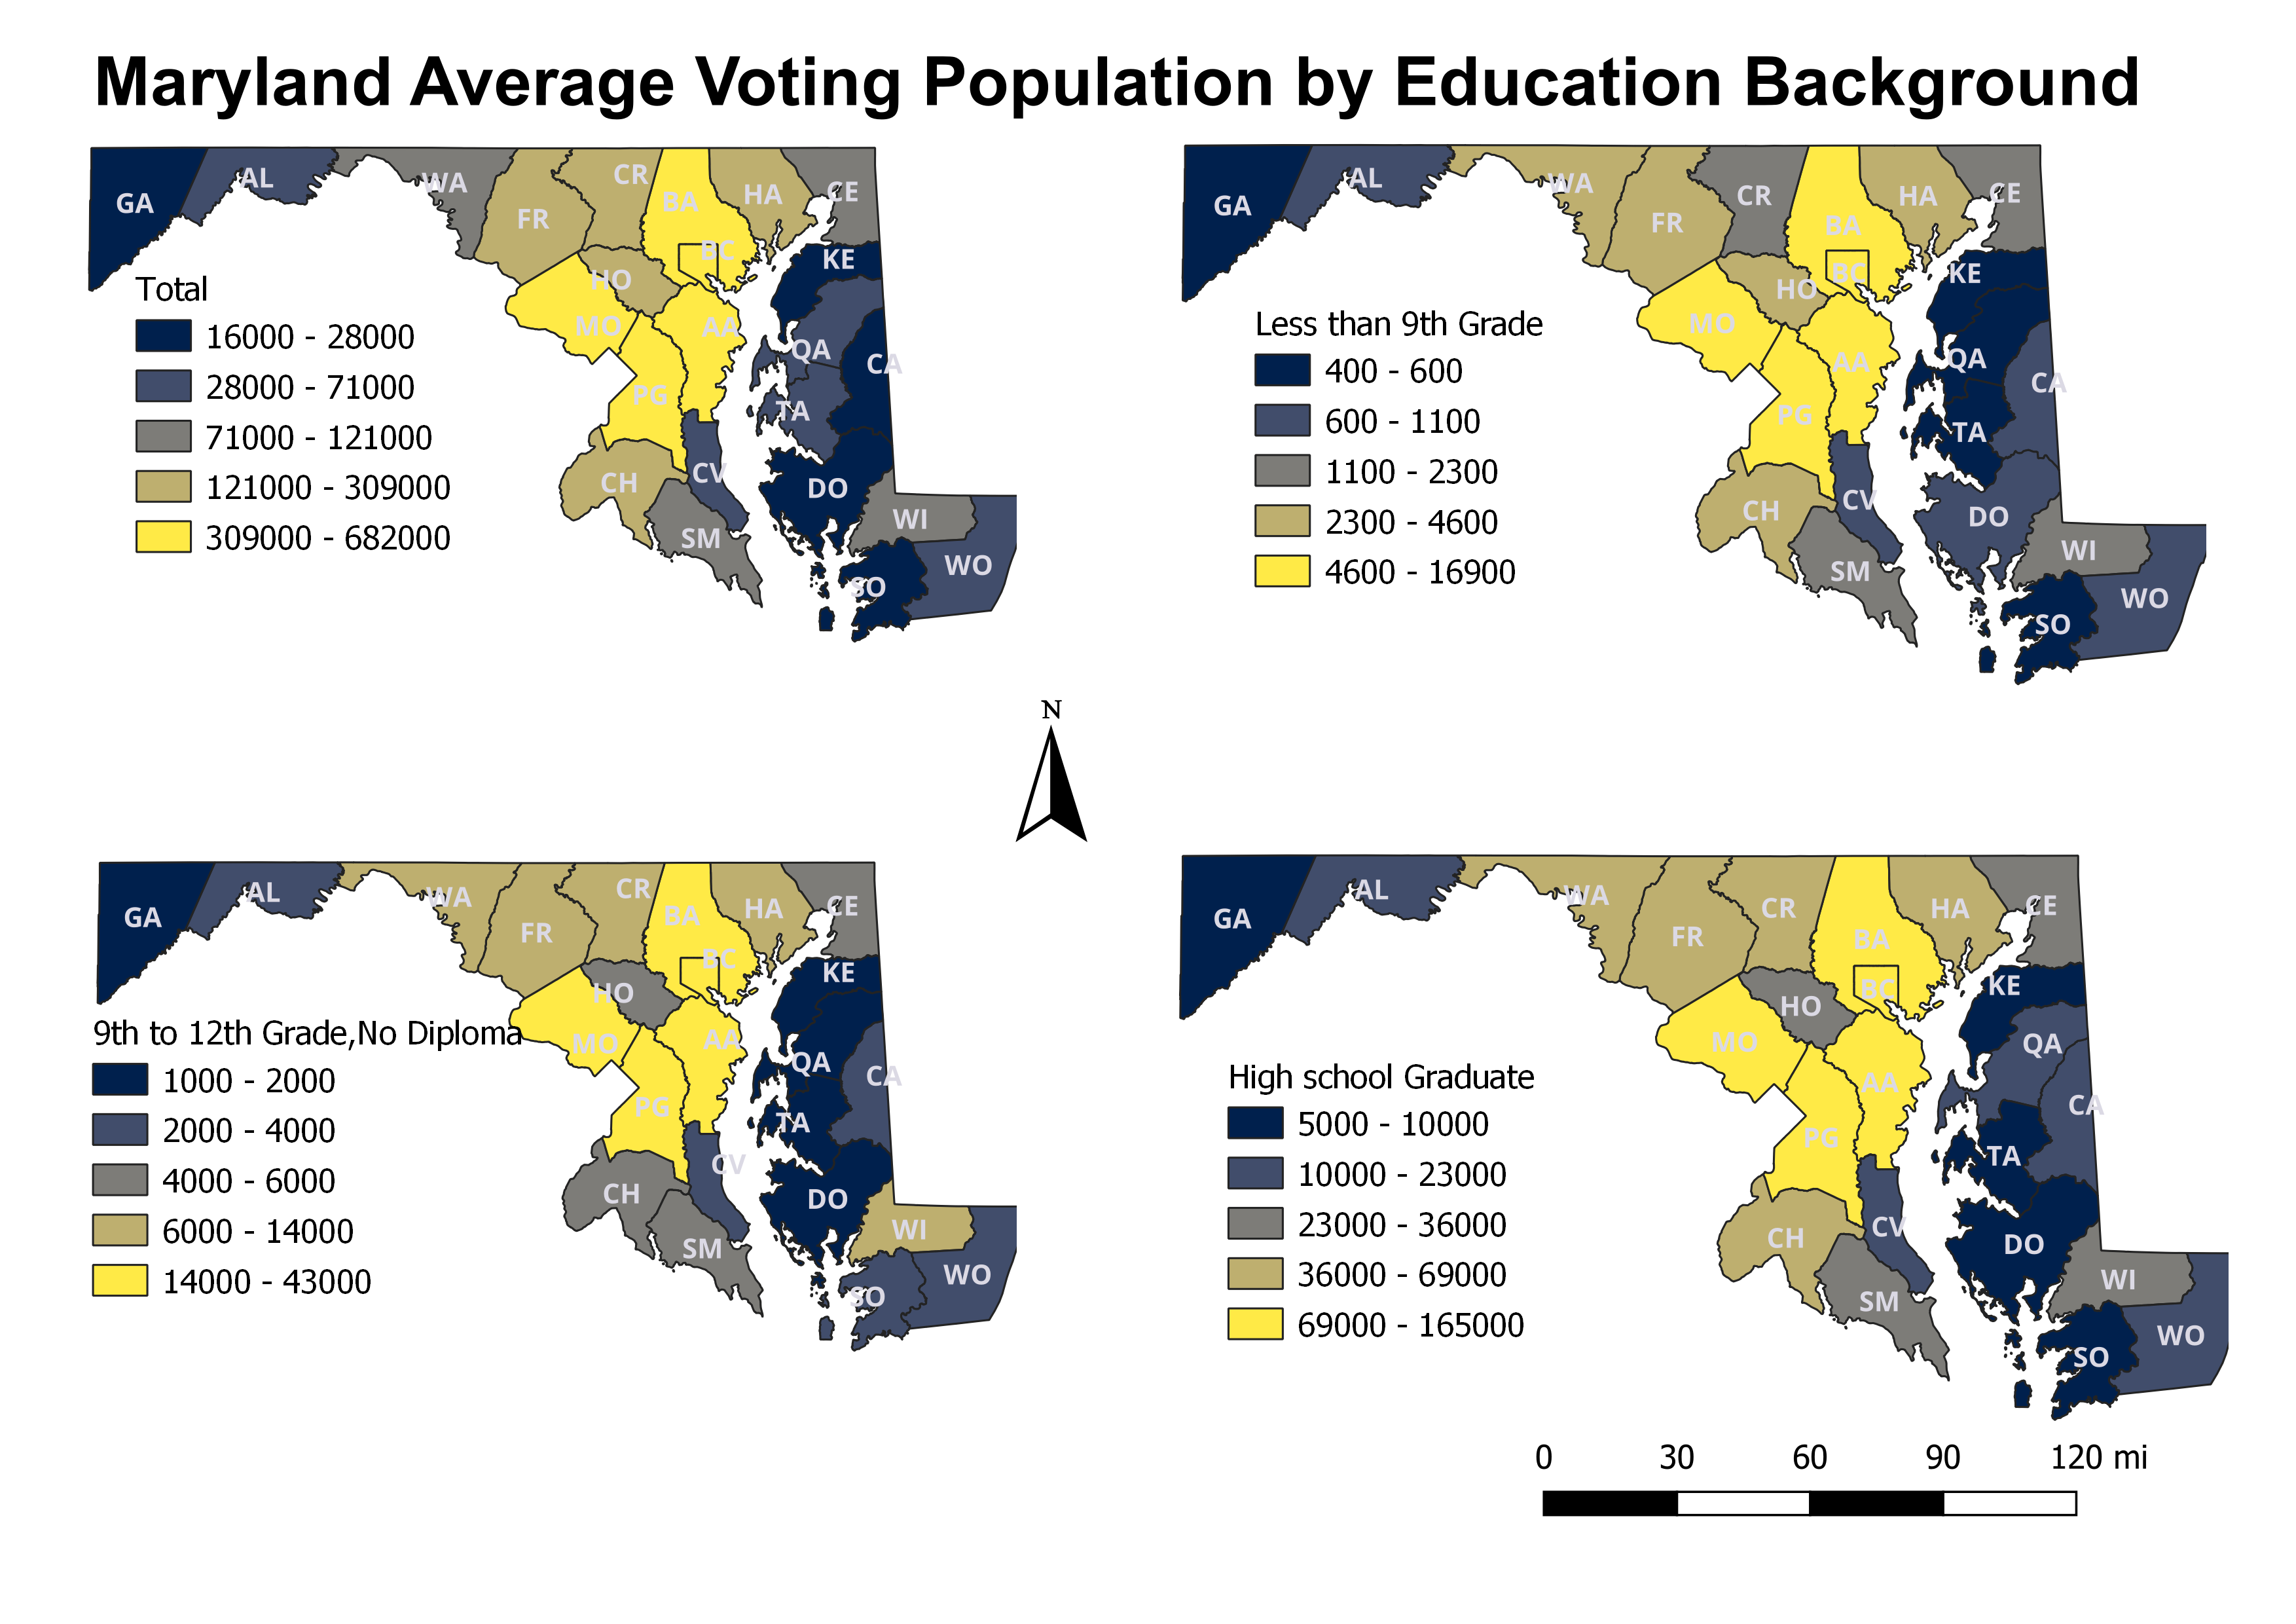 Maryland Average Voting Population by Education Background
GA
AL
WA
FR
CR
BA
HA
CE
BC
KE
HO
MO
AA
QA
CA
PG
TA
CH
CV
DO
SM
WI
WO
SO
Total
16000 - 28000
28000 - 71000
71000 - 121000
121000 - 309000
309000 - 682000
GA
AL
WA
FR
CR
BA
HA
CE
BC
KE
HO
MO
AA
QA
CA
PG
TA
CH
CV
DO
SM
WI
WO
SO
Less than 9th Grade
400 - 600
600 - 1100
1100 - 2300
2300 - 4600
4600 - 16900
N
GA
AL
WA
FR
CR
BA
HA
CE
BC
KE
HO
MO
AA
QA
CA
PG
TA
CV
CH
DO
SM
WI
WO
SO
9th to 12th Grade,No Diploma
1000 - 2000
2000 - 4000
4000 - 6000
6000 - 14000
14000 - 43000
GA
AL
WA
FR
CR
BA
HA
CE
BC
KE
HO
MO
QA
AA
CA
PG
TA
CH
CV
DO
SM
WI
WO
SO
High school Graduate
5000 - 10000
10000 - 23000
23000 - 36000
36000 - 69000
69000 - 165000
0 30 60 90 120 mi